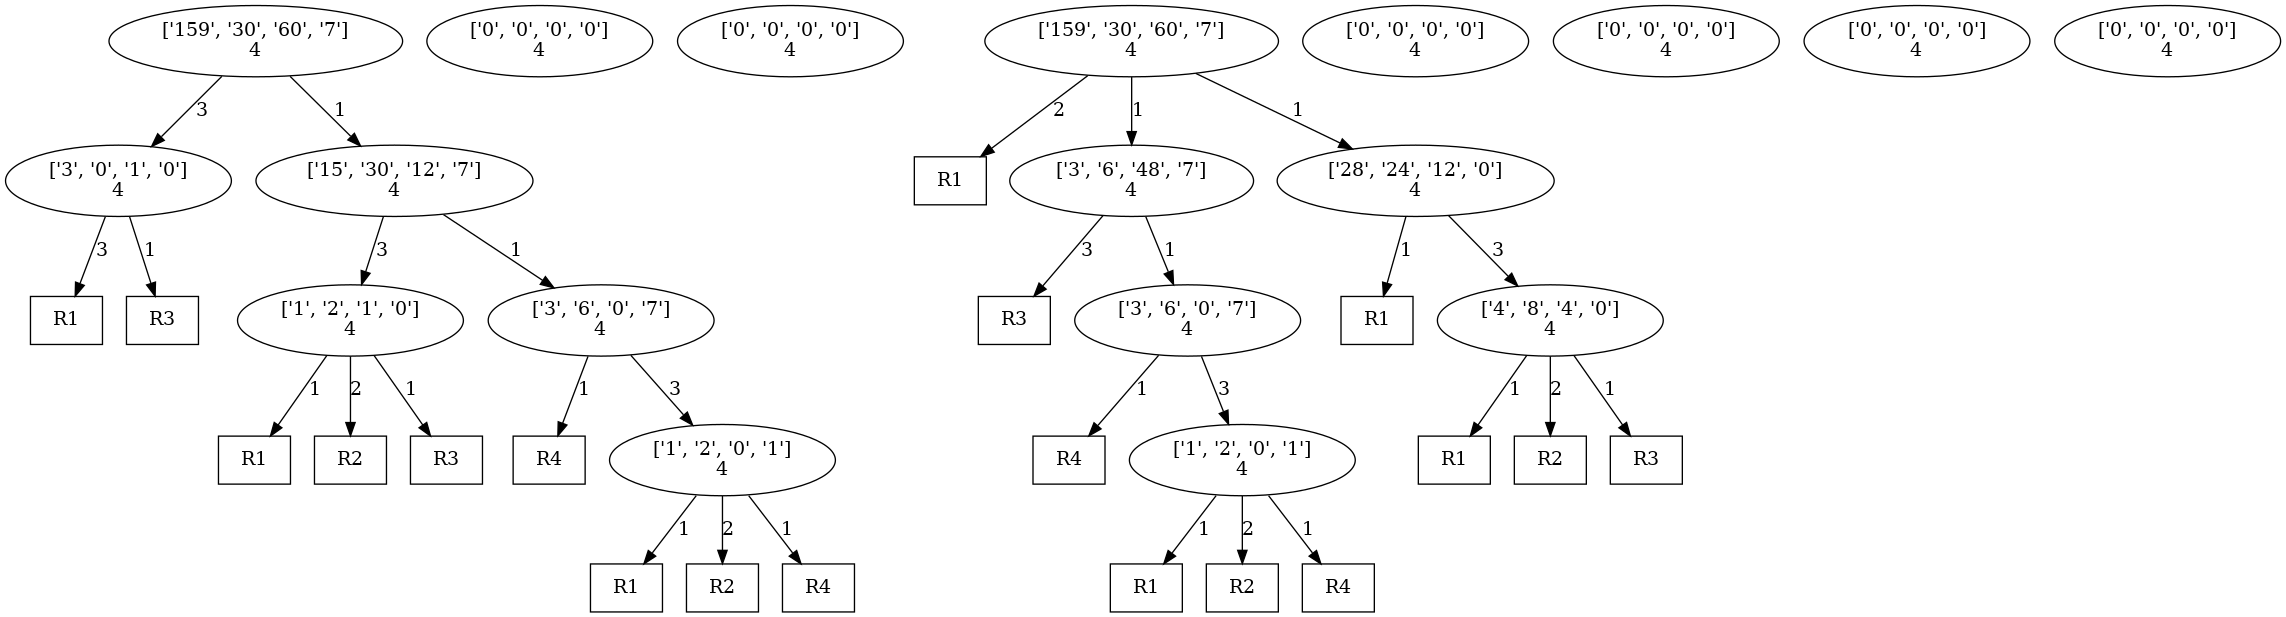 ['159', '30', '60', '7']
4
['0', '0', '0', '0']
4
['0', '0', '0', '0']
4
['159', '30', '60', '7']
4
['0', '0', '0', '0']
4
['0', '0', '0', '0']
4
['0', '0', '0', '0']
4
['0', '0', '0', '0']
4
3
1
2
1
1
['3', '0', '1', '0']
4
['15', '30', '12', '7']
4
R1
['3', '6', '48', '7']
4
['28', '24', '12', '0']
4
3
1
3
1
3
1
1
3
R1
R3
['1', '2', '1', '0']
4
['3', '6', '0', '7']
4
R3
['3', '6', '0', '7']
4
R1
['4', '8', '4', '0']
4
1
2
1
1
3
1
3
1
2
1
R1
R2
R3
R4
['1', '2', '0', '1']
4
R4
['1', '2', '0', '1']
4
R1
R2
R3
1
2
1
1
2
1
R1
R2
R4
R1
R2
R4